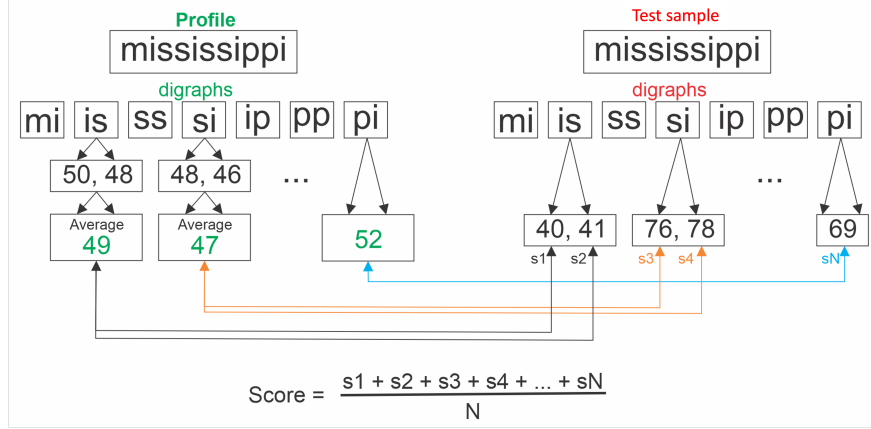 Profile
mississippi
digraphs
mi is ss si ip pp pi
50, 48
48, 46
...
Average
49
Average
47
52
Test sample
mississippi
digraphs
mi is ss si ip pp pi
...
40, 41
76, 78
69
s1 s2 s3 s4 sN
Score = s1 + s2 + s3 + s4 + ... + sN
N